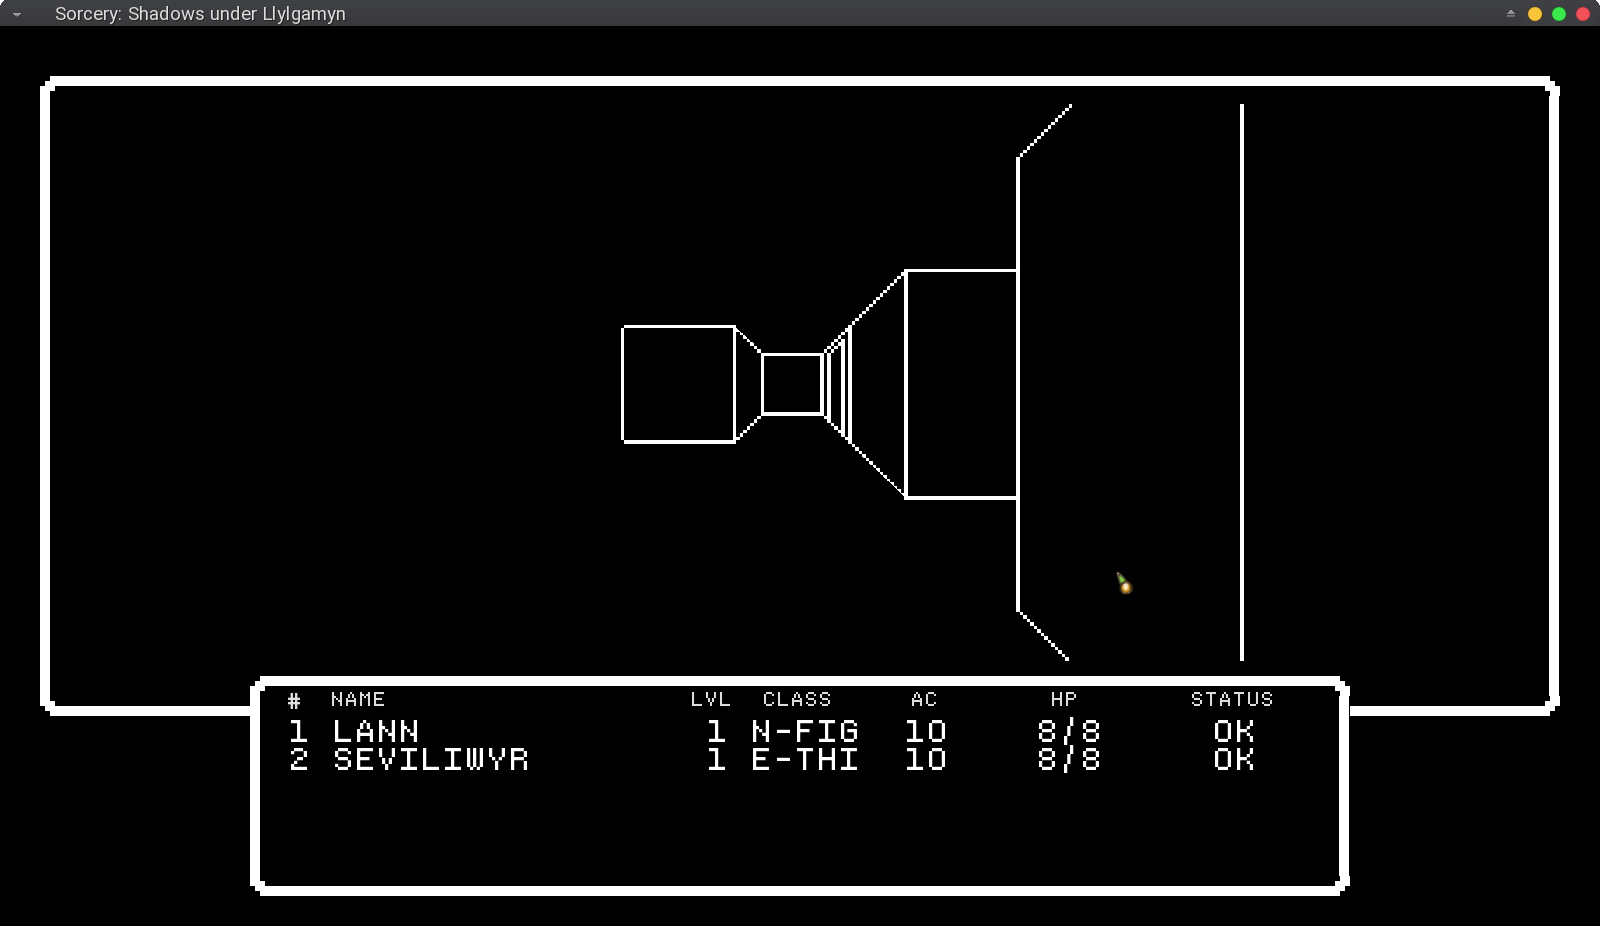 Sorcery: Shadows under Llylgamyn
# NAME LVL CLASS AC HP STATUS
1 LANN 1 N-FIG 10 8/8 OK
2 SEVILIWYR 1 E-THI 10 8/8 OK